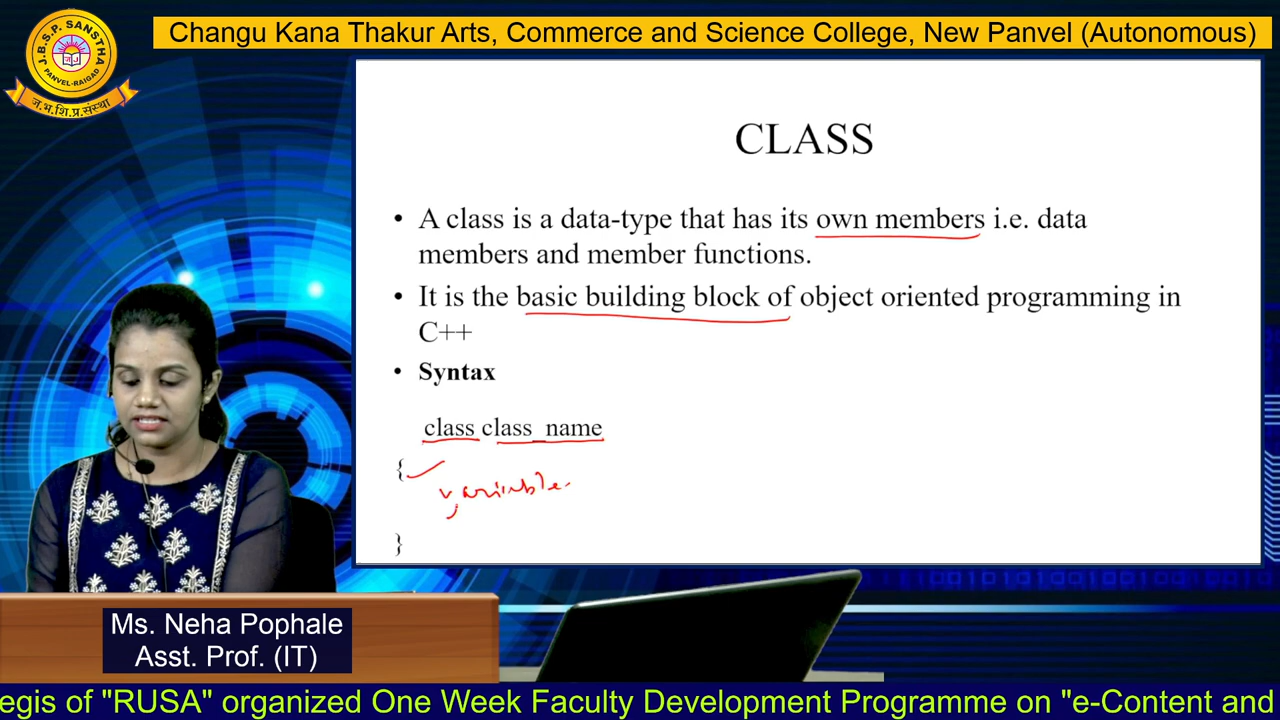 J.B.S.P. SANSTHA
PANVEL-RAIGAD
ज.भ.शि.प्र.संस्था
Changu Kana Thakur Arts, Commerce and Science College, New Panvel (Autonomous)
CLASS
• A class is a data-type that has its own members i.e. data
members and member functions.
• It is the basic building block of object oriented programming in
C++
• Syntax
class class_name
{
variable
}
Ms. Neha Pophale
Asst. Prof. (IT)
egis of "RUSA" organized One Week Faculty Development Programme on "e-Content and